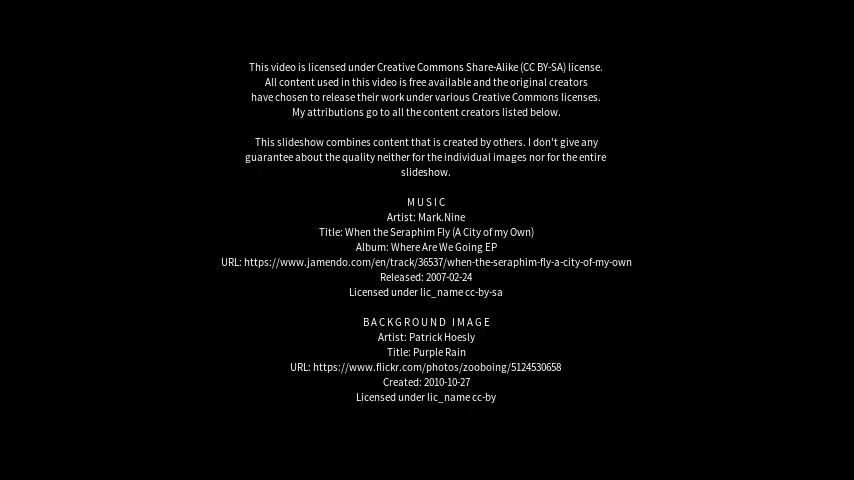 This video is licensed under Creative Commons Share-Alike (CC BY-SA) license.
All content used in this video is free available and the original creators
have chosen to release their work under various Creative Commons licenses.
My attributions go to all the content creators listed below.
This slideshow combines content that is created by others. I don't give any
guarantee about the quality neither for the individual images nor for the entire
slideshow.
MUSIC
Artist: Mark.Nine
Title: When the Seraphim Fly (A City of my Own)
Album: Where Are We Going EP
URL: https://www.jamendo.com/en/track/36537/when-the-seraphim-fly-a-city-of-my-own
Released: 2007-02-24
Licensed under lic_name cc-by-sa
BACKGROUND IMAGE
Artist: Patrick Hoesly
Title: Purple Rain
URL: https://www.flickr.com/photos/zooboing/5124530658
Created: 2010-10-27
Licensed under lic_name cc-by